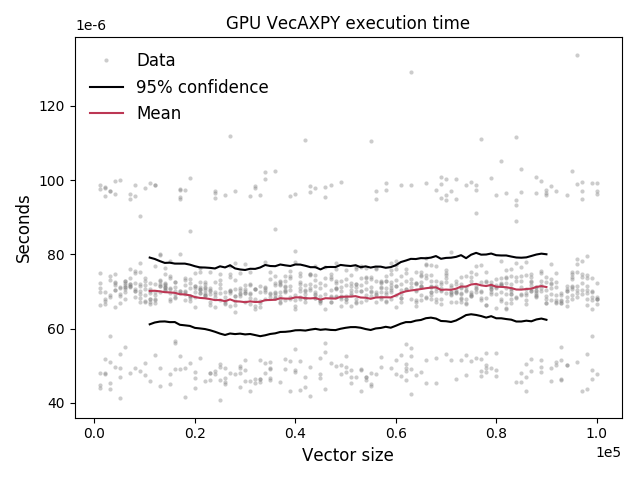 GPU VecAXPY execution time
1e-6
Data
95% confidence
Mean
120
100
80
60
40
Seconds
0.0 0.2 0.4 0.6 0.8 1.0
1e5
Vector size